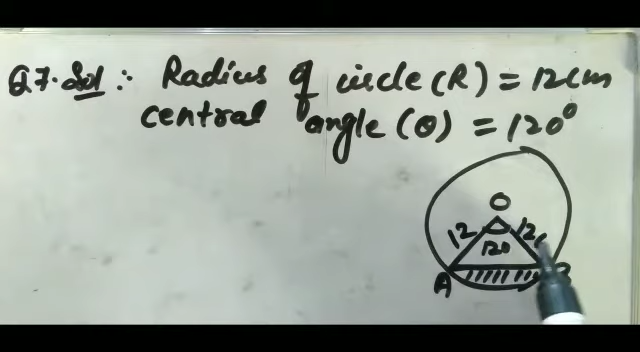 Q7. Sol :. Radius of circle (R) = 12cm
central angle (θ) = 120°
O
12 12
120
A